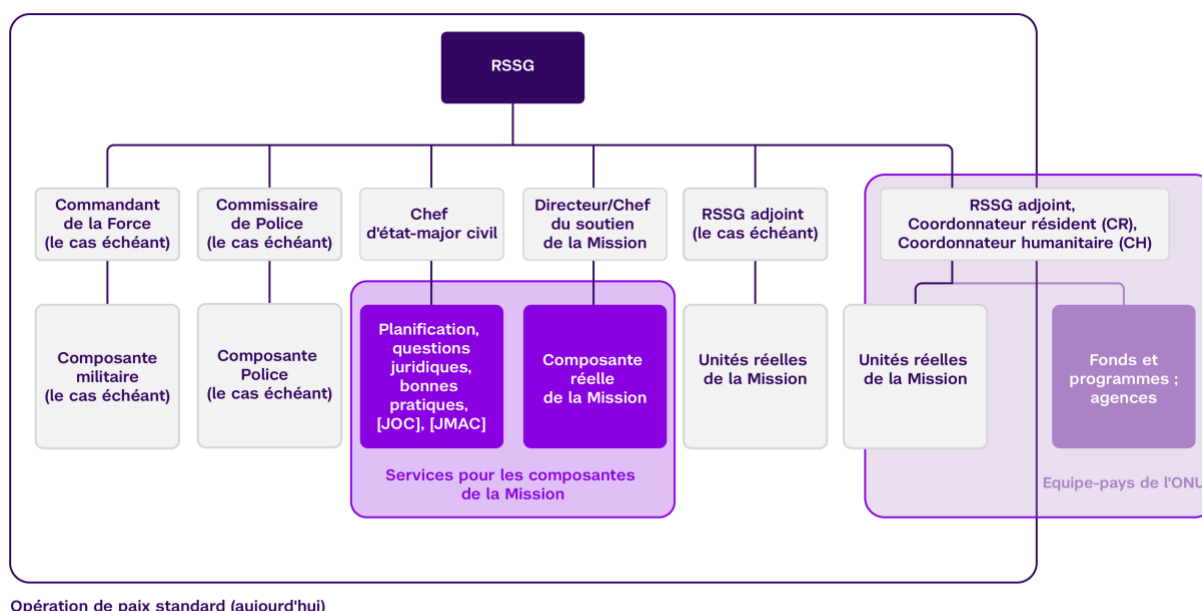 RSSG
Commandant
de la Force
(le cas échéant)
Commissaire
de Police
(le cas échéant)
Chef
d'état-major civil
Directeur/Chef
du soutien
de la Mission
RSSG adjoint
(le cas échéant)
RSSG adjoint,
Coordonnateur résident (CR),
Coordonnateur humanitaire (CH)
Composante
militaire
(le cas échéant)
Composante
Police
(le cas échéant)
Planification,
questions
juridiques,
bonnes
pratiques,
[JOC], [JMAC]
Composante
réelle
de la Mission
Unités réelles
de la Mission
Unités réelles
de la Mission
Fonds et
programmes ;
agences
Services pour les composantes
de la Mission
Equipe-pays de l'ONU
Opération de paix standard (aujourd'hui)